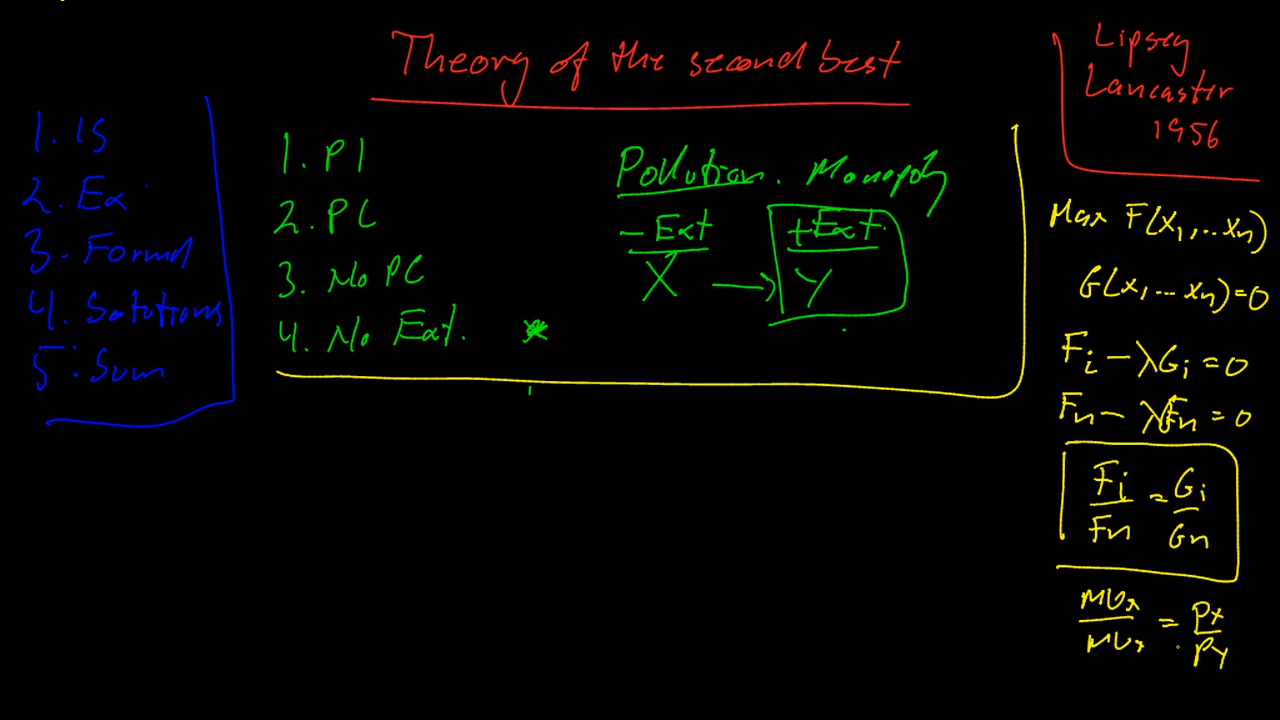 Theory of the second best
Lipsey
Lancaster
1956
1. IS
2. Ex
3. Formal
4. Solutions
5. Sum
1. PI
2. PC
3. No PC
4. No Ext.
Pollution. Monopoly
- Ext
X → Y
+ Ext.
Max F(x1,...xn)
G(x1...xn)=0
Fi - λGi = 0
Fn - λFn = 0
Fi/Fn = Gi/Gn
MUx/MUx = Px/Py